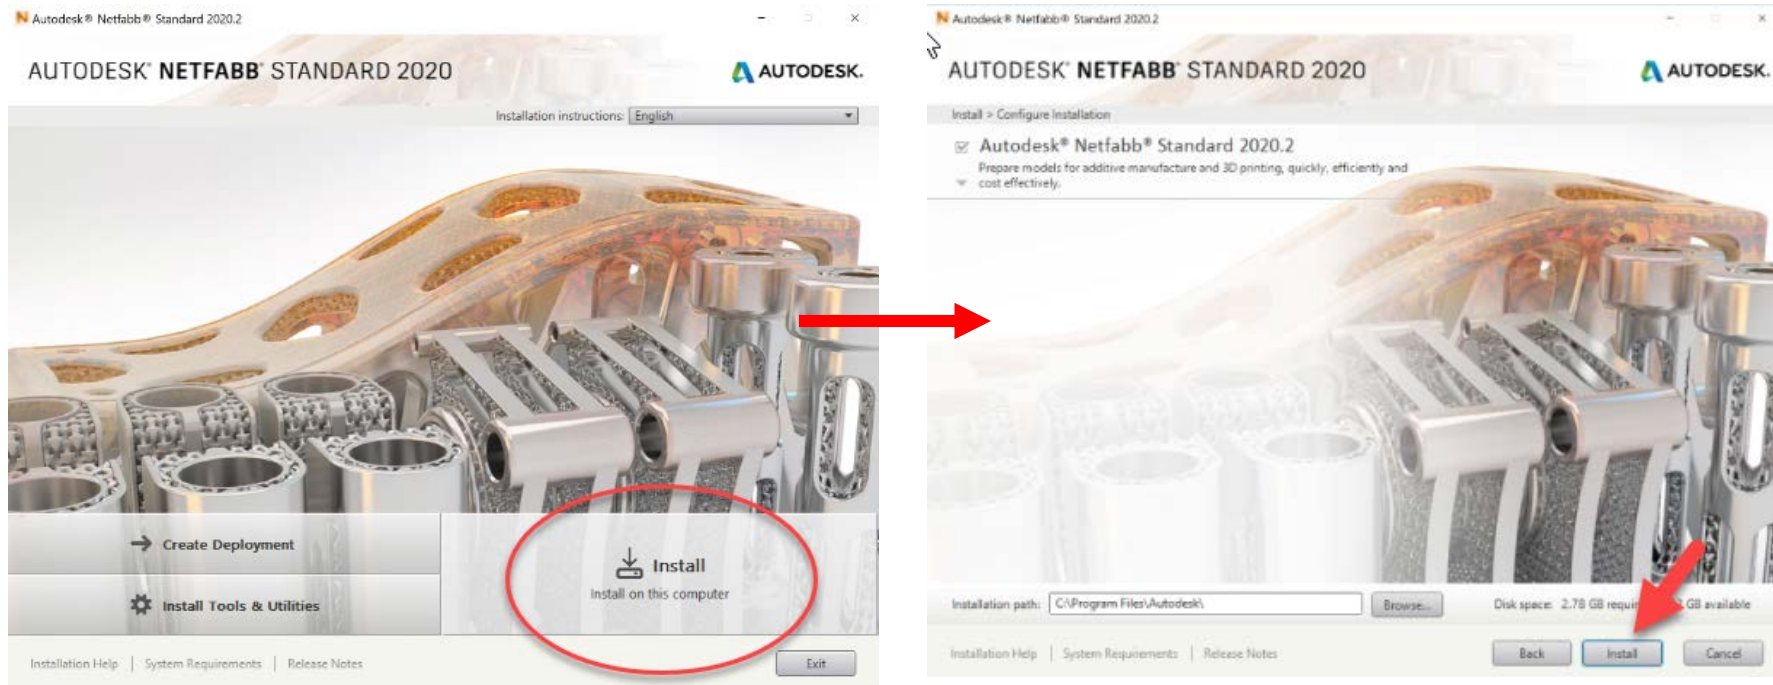 Autodesk® Netfabb® Standard 2020.2
AUTODESK® NETFABB® STANDARD 2020
AUTODESK.
Installation instructions: English
Create Deployment
Install Tools & Utilities
Install
Install on this computer
Installation Help | System Requirements | Release Notes
Exit
Autodesk® Netfabb® Standard 2020.2
AUTODESK® NETFABB® STANDARD 2020
AUTODESK.
Install > Configure Installation
Autodesk® Netfabb® Standard 2020.2
Prepare models for additive manufacture and 3D printing, quickly, efficiently and
cost effectively.
Installation path: C:\Program Files\Autodesk\ Browse... Disk space: 2.78 GB GB available
Installation Help | System Requirements | Release Notes
Back Install Cancel